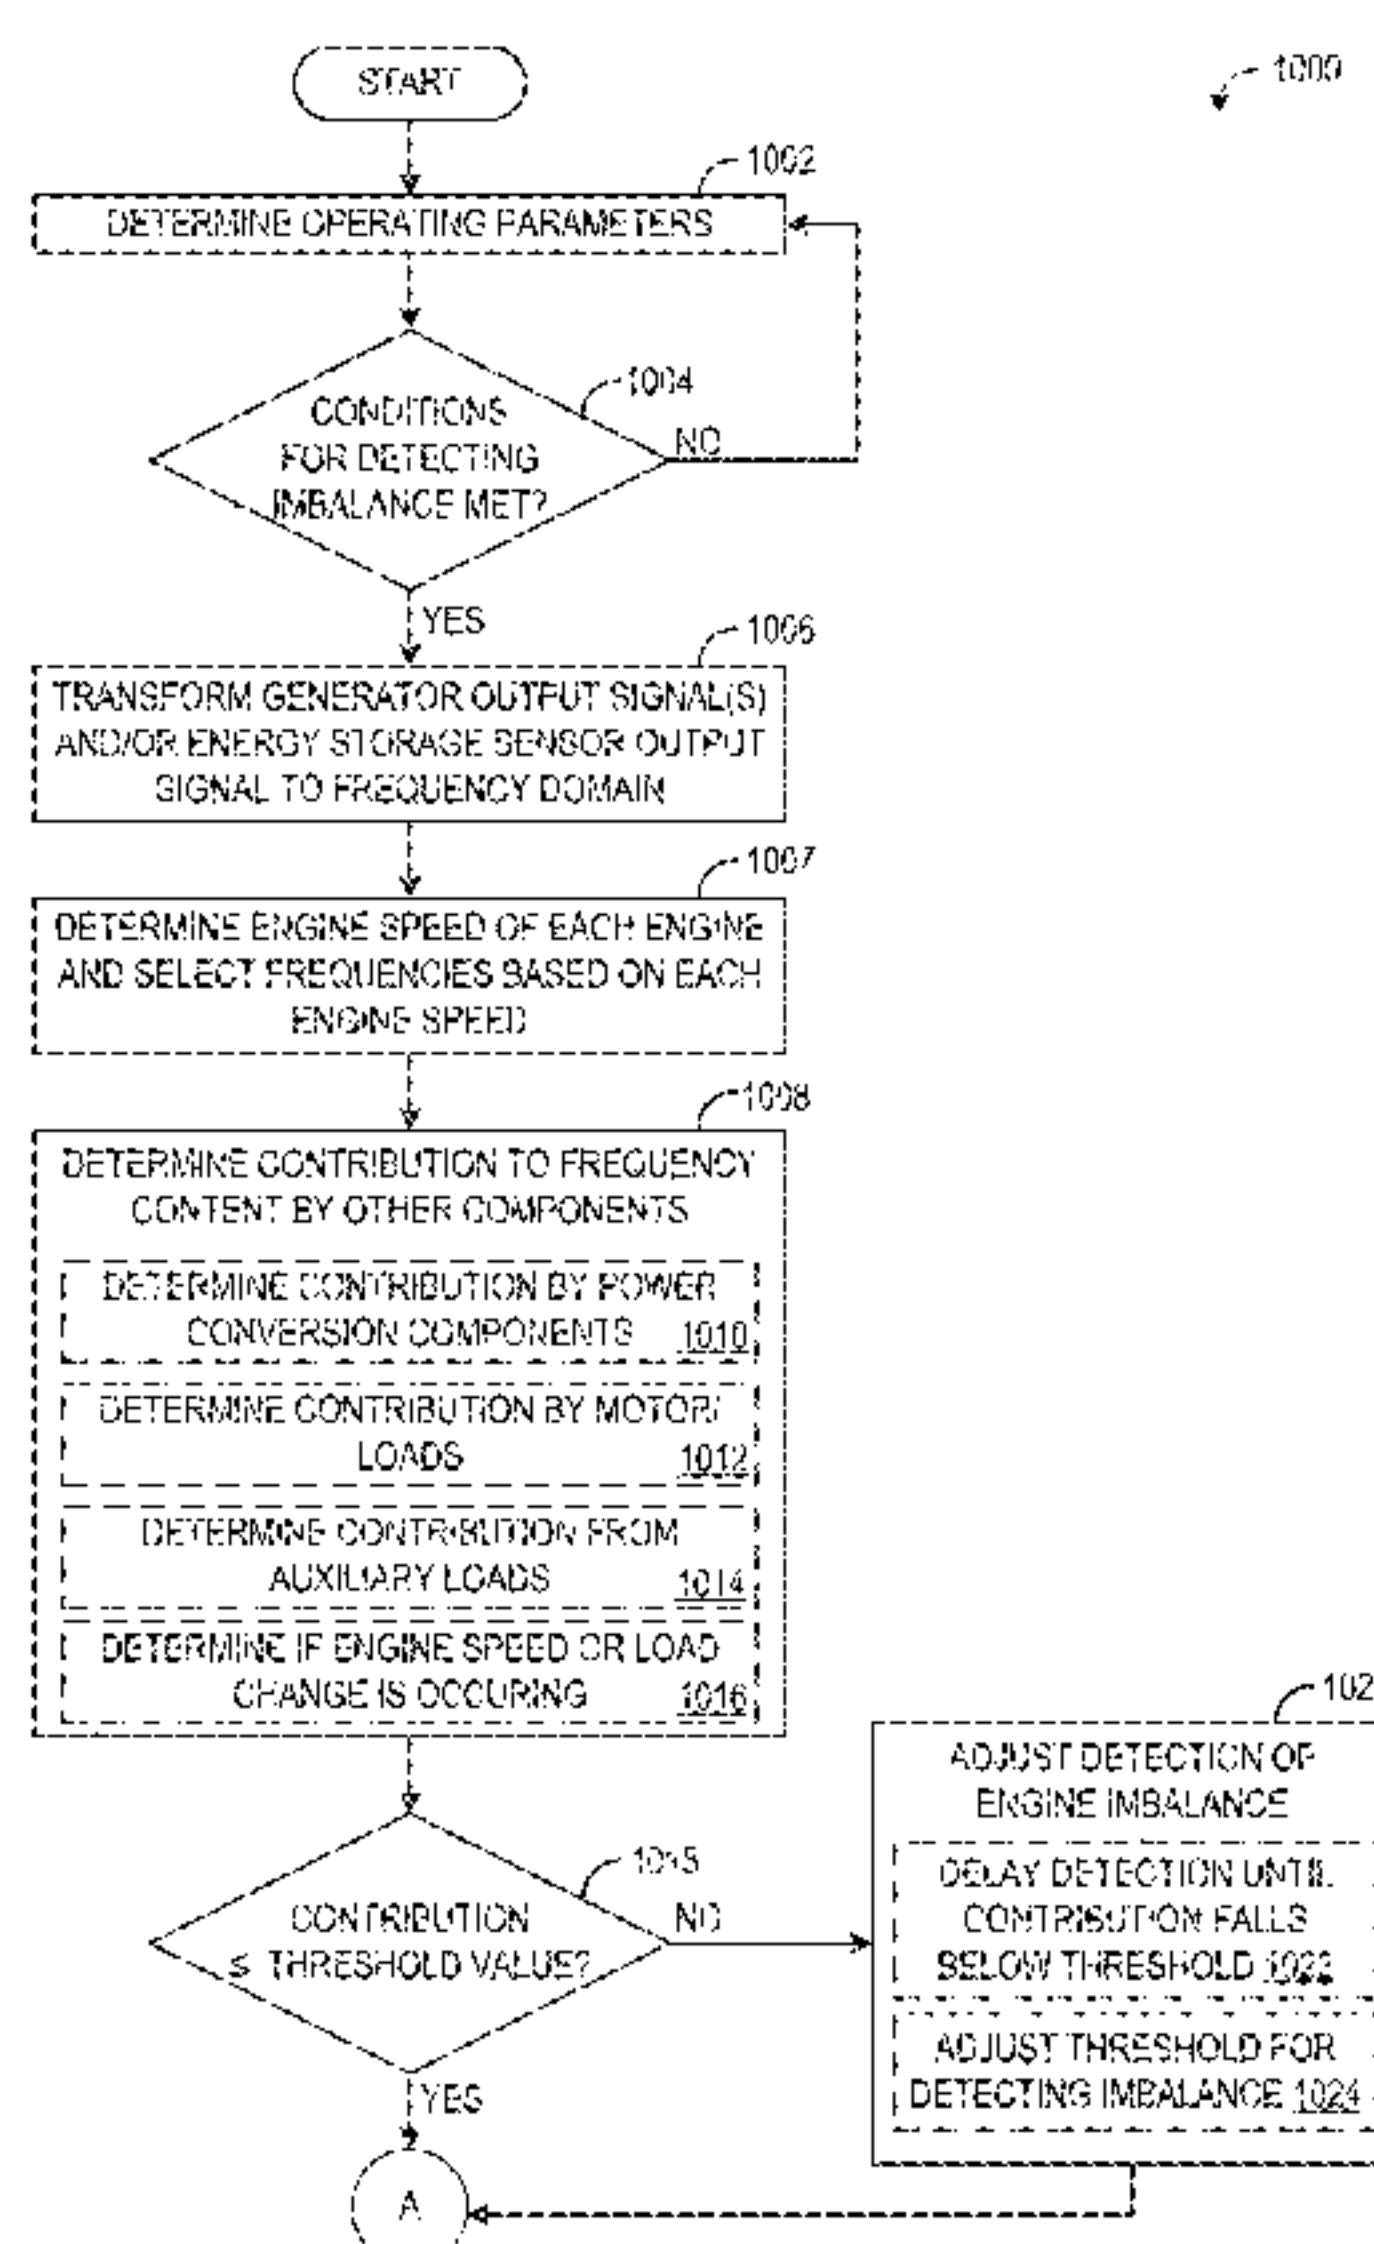 START
1000
1002
DETERMINE OPERATING PARAMETERS
1004
CONDITIONS
FOR DETECTING
IMBALANCE MET?
NO
YES
1006
TRANSFORM GENERATOR OUTPUT SIGNAL(S)
AND/OR ENERGY STORAGE SENSOR OUTPUT
SIGNAL TO FREQUENCY DOMAIN
1007
DETERMINE ENGINE SPEED OF EACH ENGINE
AND SELECT FREQUENCIES BASED ON EACH
ENGINE SPEED
1008
DETERMINE CONTRIBUTION TO FREQUENCY
CONTENT BY OTHER COMPONENTS
DETERMINE CONTRIBUTION BY POWER
CONVERSION COMPONENTS 1010
DETERMINE CONTRIBUTION BY MOTOR/
LOADS 1012
DETERMINE CONTRIBUTION FROM
AUXILIARY LOADS 1014
DETERMINE IF ENGINE SPEED OR LOAD
CHANGE IS OCCURING 1016
102
ADJUST DETECTION OF
ENGINE IMBALANCE
DELAY DETECTION UNTIL
CONTRIBUTION FALLS
BELOW THRESHOLD 1022
ADJUST THRESHOLD FOR
DETECTING IMBALANCE 1024
CONTRIBUTION
≤ THRESHOLD VALUE?
NO
YES
A